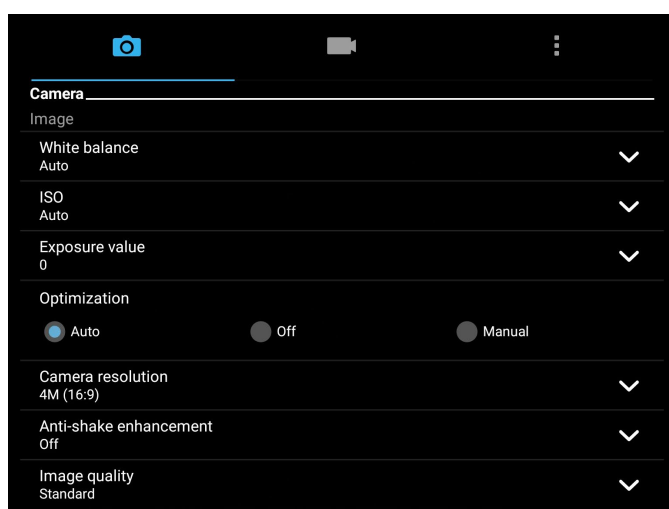 Camera
Image
White balance
Auto
ISO
Auto
Exposure value
0
Optimization
Auto Off Manual
Camera resolution
4M (16:9)
Anti-shake enhancement
Off
Image quality
Standard